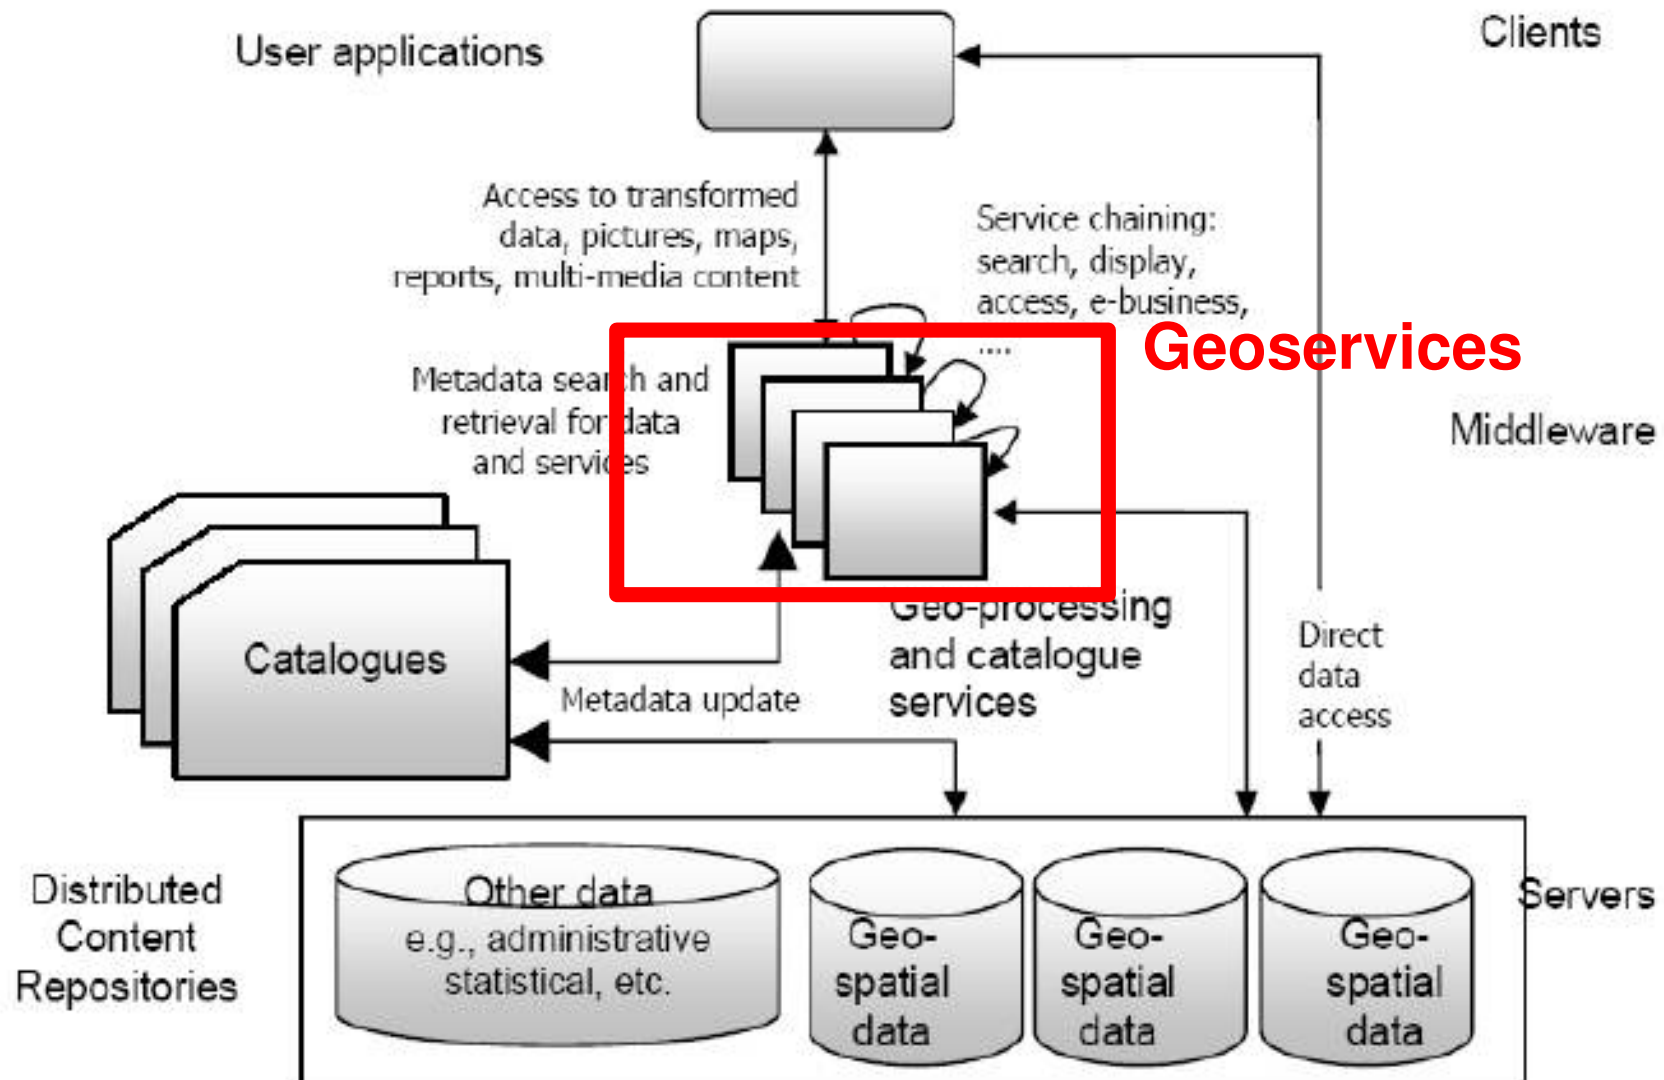 User applications
Clients
Access to transformed
data, pictures, maps,
reports, multi-media content
Service chaining:
search, display,
access, e-business,
....
Geoservices
Metadata search and
retrieval for data
and services
Middleware
Catalogues
Metadata update
Geo-processing
and catalogue
services
Direct
data
access
Distributed
Content
Repositories
Other data
e.g., administrative
statistical, etc.
Geo-
spatial
data
Geo-
spatial
data
Geo-
spatial
data
Servers